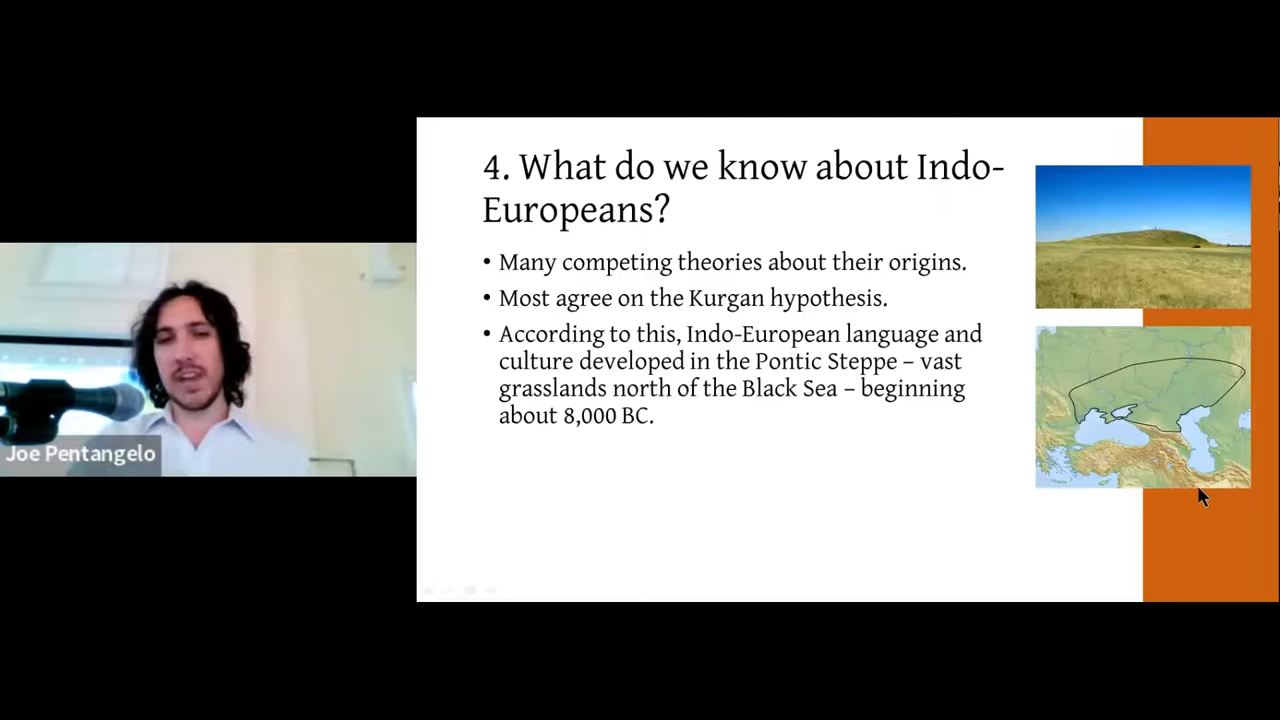 4. What do we know about Indo-
Europeans?
• Many competing theories about their origins.
• Most agree on the Kurgan hypothesis.
• According to this, Indo-European language and
culture developed in the Pontic Steppe – vast
grasslands north of the Black Sea – beginning
about 8,000 BC.
Joe Pentangelo